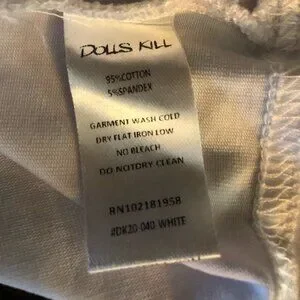 DOLLS KILL
95%COTTON
5%SPANDEX
GARMENT WASH COLD
DRY FLAT IRON LOW
NO BLEACH
DO NOTDRY CLEAN
RN102181958
#DK20-040-WHITE